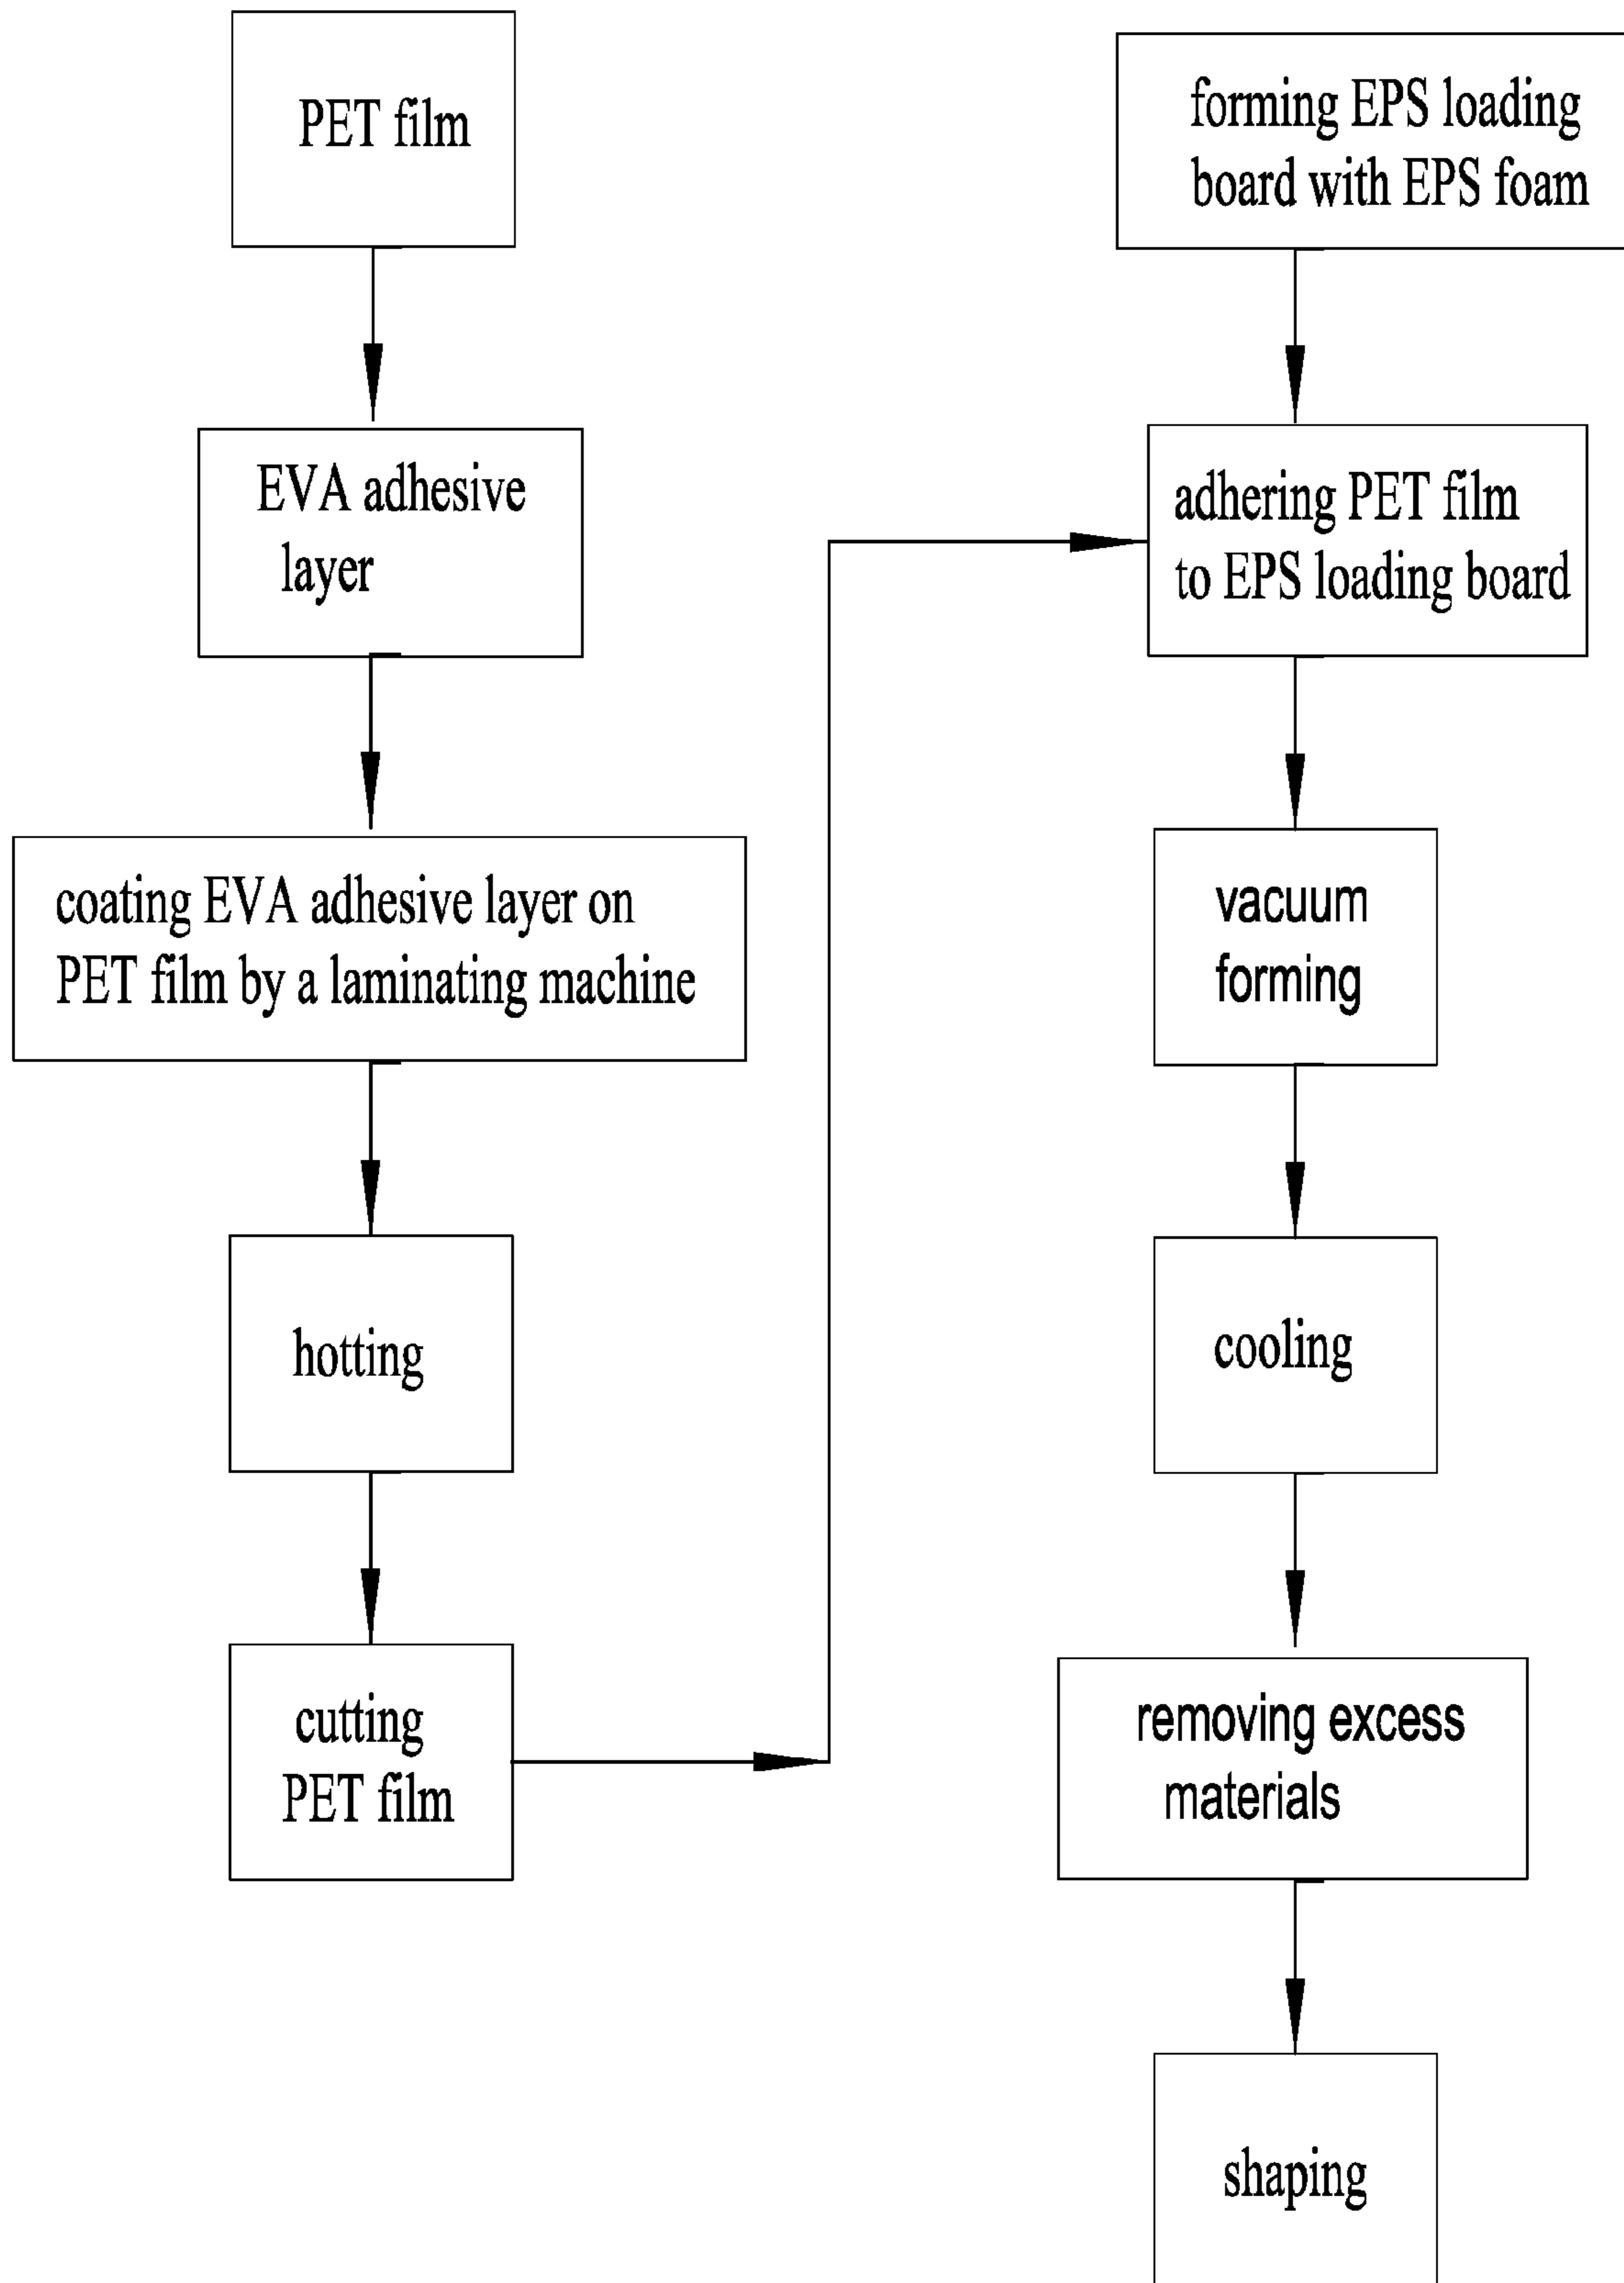 PET film
EVA adhesive
layer
coating EVA adhesive layer on
PET film by a laminating machine
hotting
cutting
PET film
forming EPS loading
board with EPS foam
adhering PET film
to EPS loading board
vacuum
forming
cooling
removing excess
materials
shaping